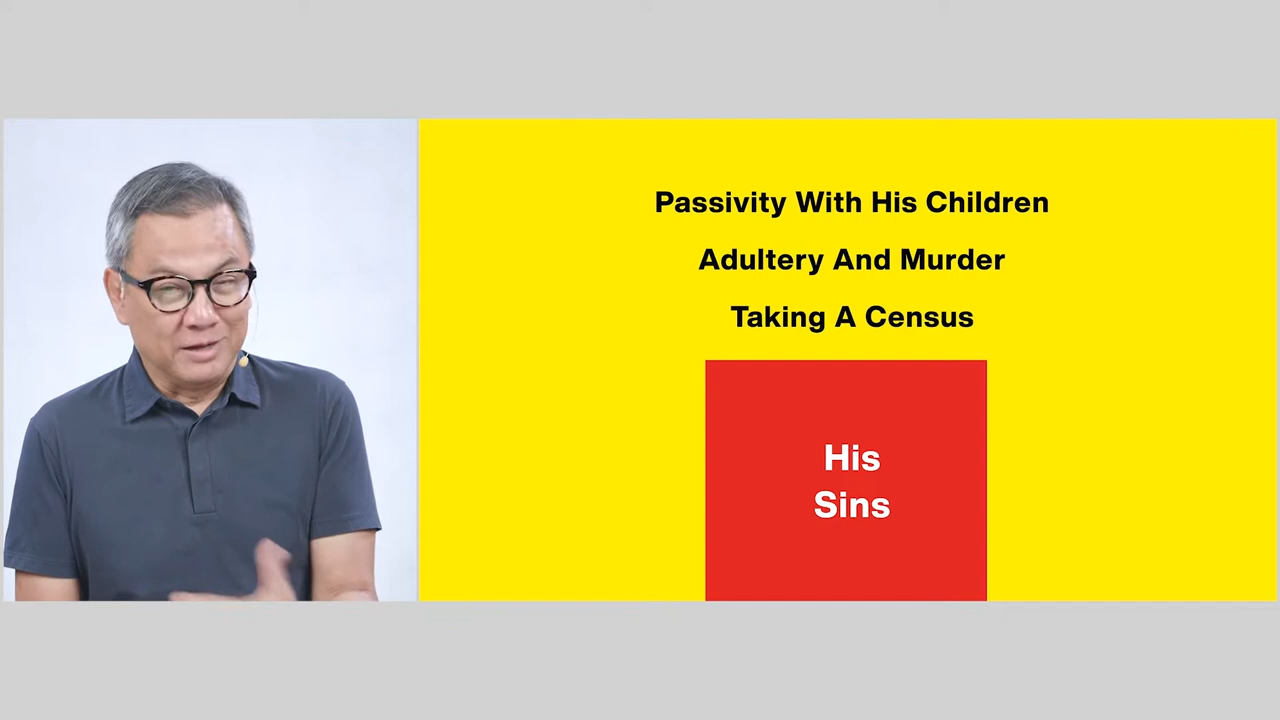 Passivity With His Children
Adultery And Murder
Taking A Census
His
Sins